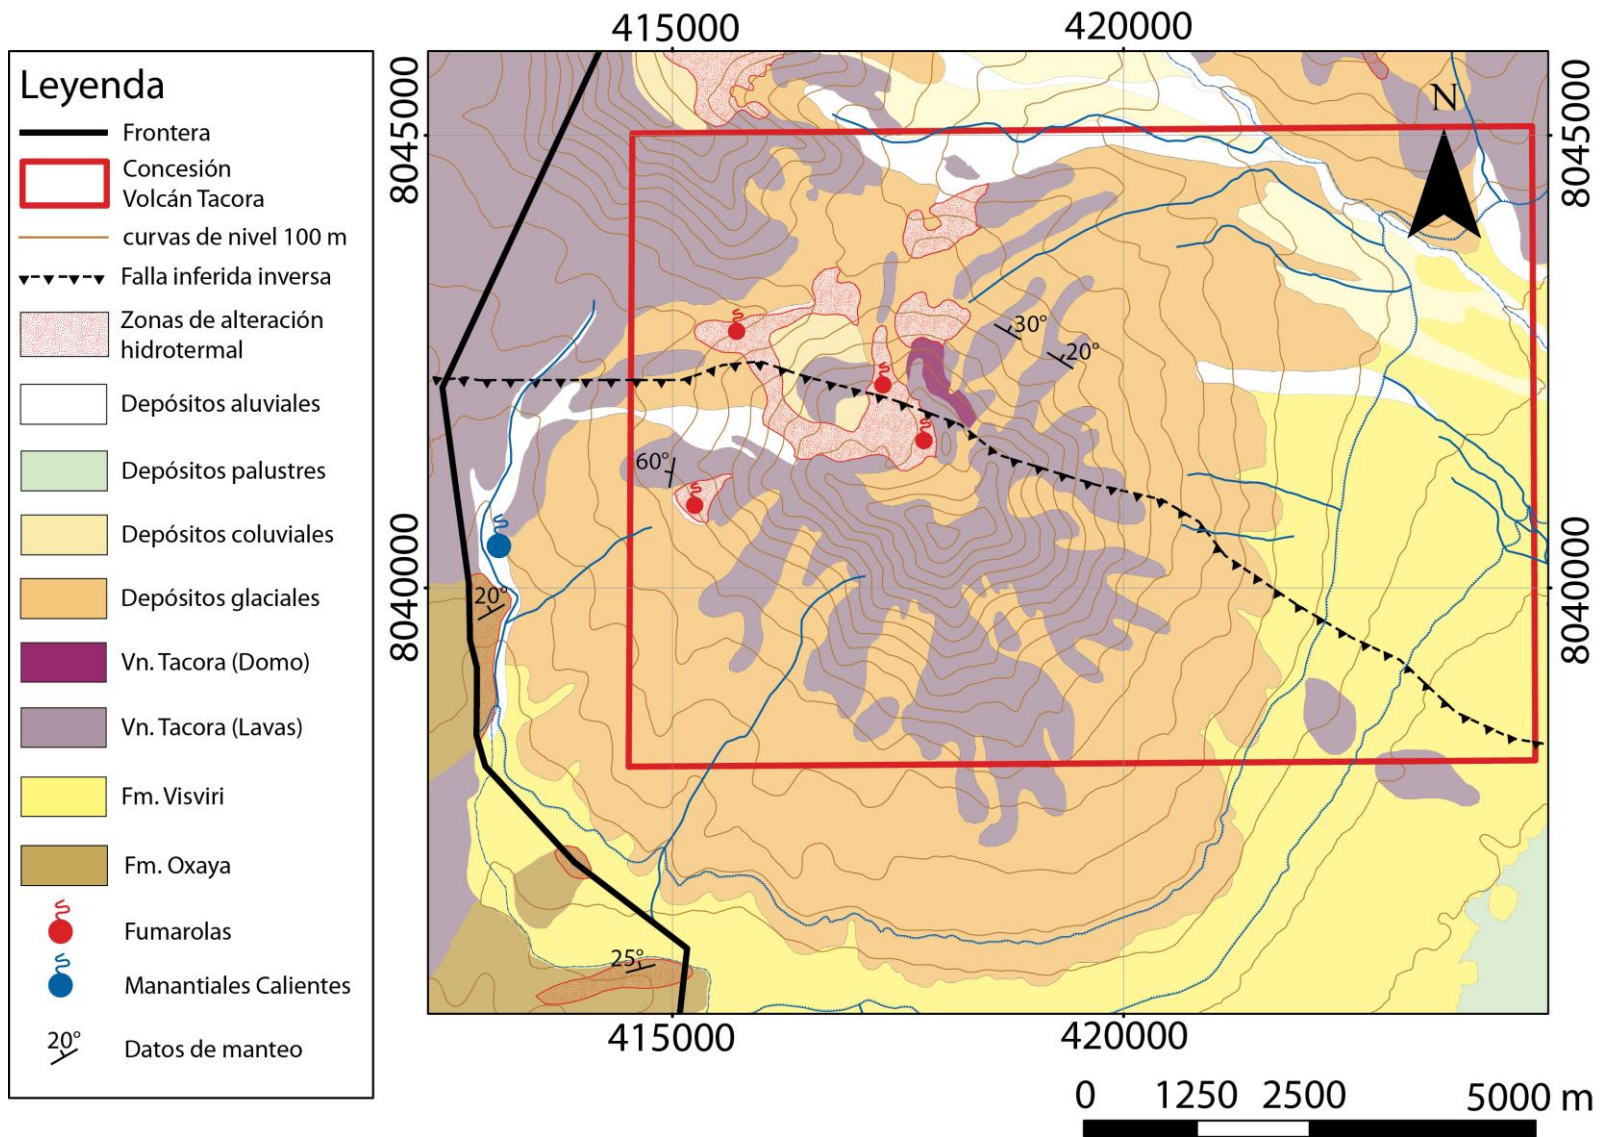 415000
420000
Leyenda
Frontera
Concesión
Volcán Tacora
curvas de nivel 100 m
Falla inferida inversa
Zonas de alteración
hidrotermal
Depósitos aluviales
Depósitos palustres
Depósitos coluviales
Depósitos glaciales
Vn. Tacora (Domo)
Vn. Tacora (Lavas)
Fm. Visviri
Fm. Oxaya
Fumarolas
Manantiales Calientes
20°
Datos de manteo
8045000
8040000
N
30°
20°
60°
20°
25°
8045000
8040000
415000
420000
0 1250 2500 5000 m